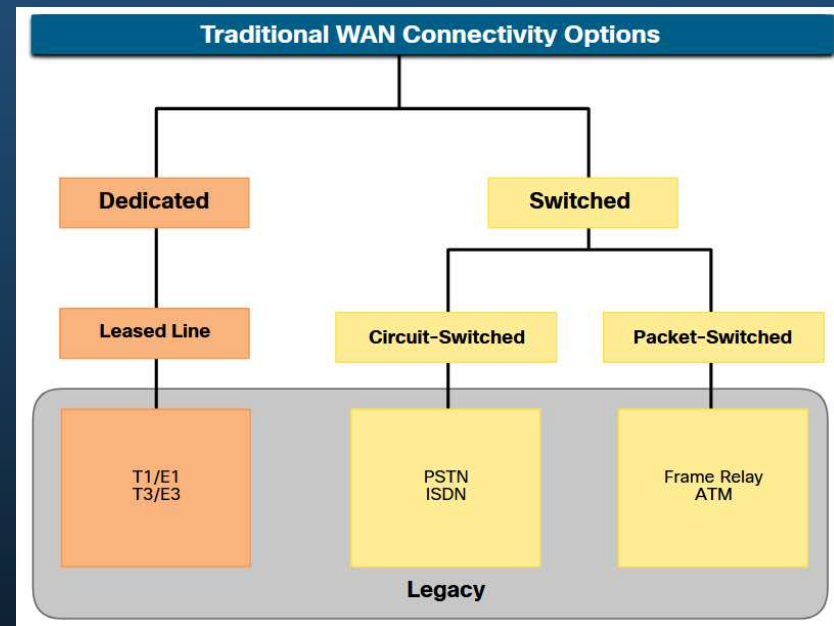 Traditional WAN Connectivity Options
Dedicated
Switched
Leased Line
Circuit-Switched
Packet-Switched
T1/E1
T3/E3
PSTN
ISDN
Frame Relay
ATM
Legacy